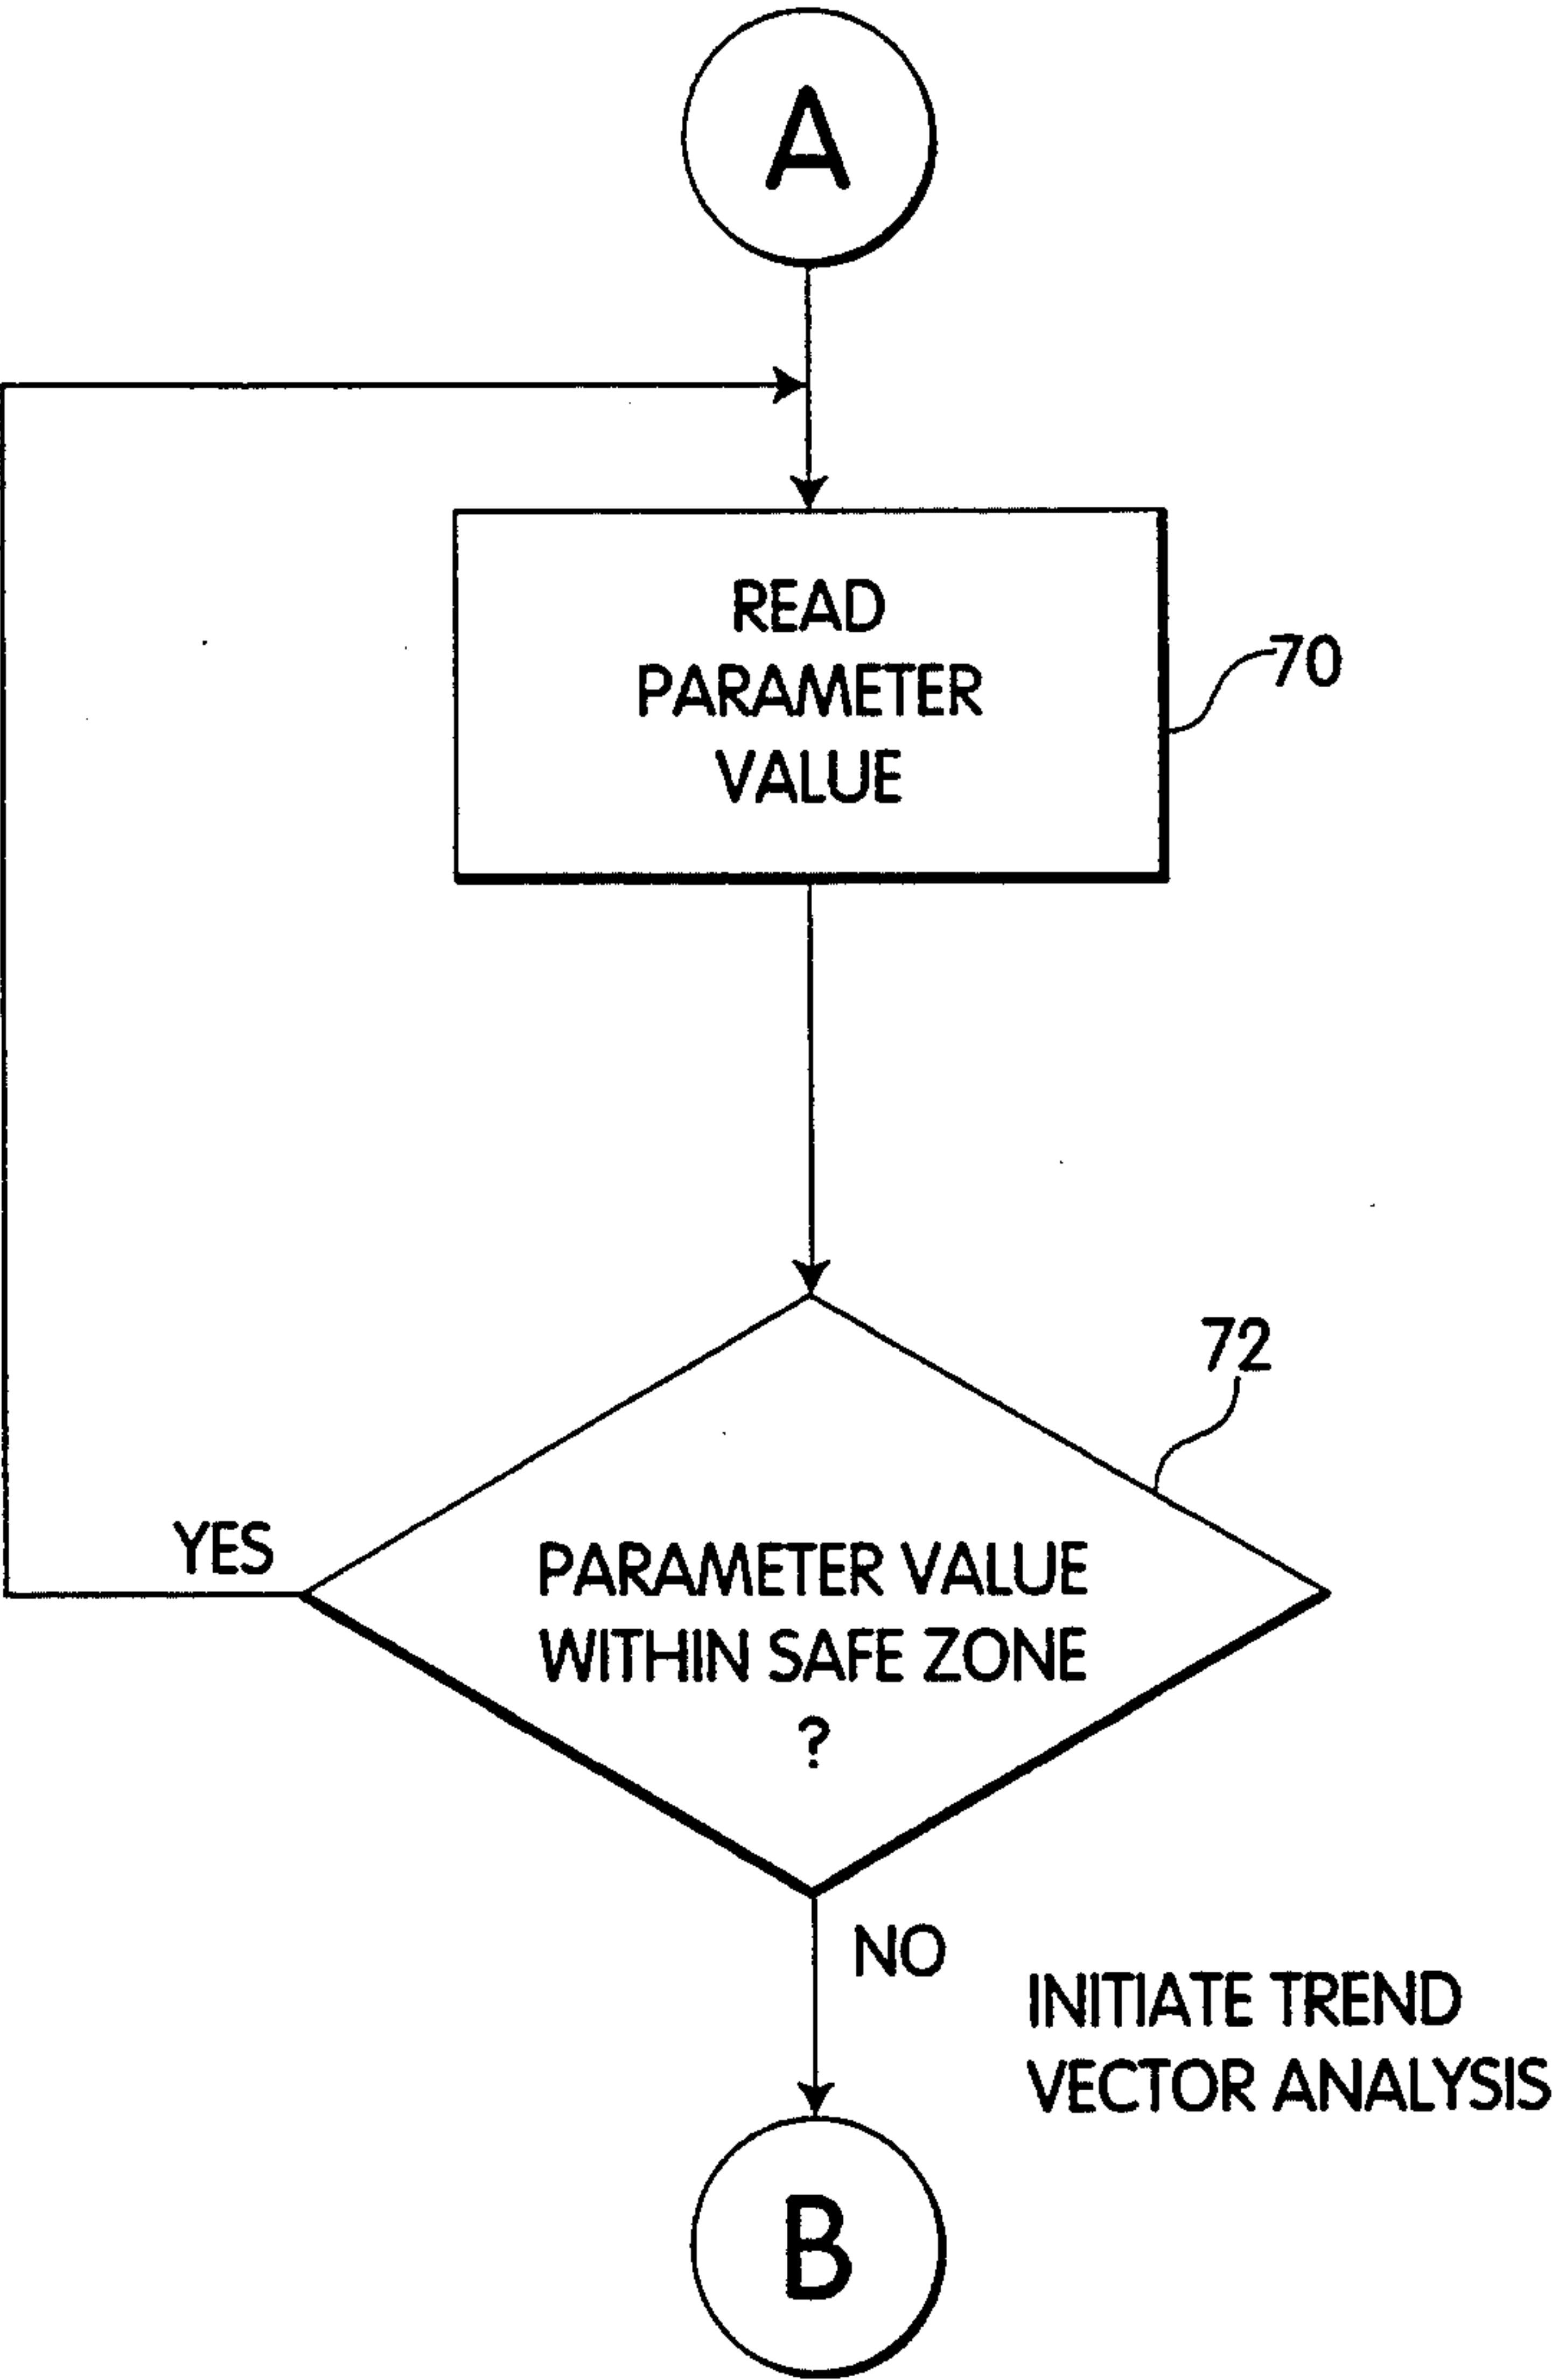 A
READ
PARAMETER
VALUE
70
72
YES
PARAMETER VALUE
WITHIN SAFE ZONE
?
NO
INITIATE TREND
VECTOR ANALYSIS
B